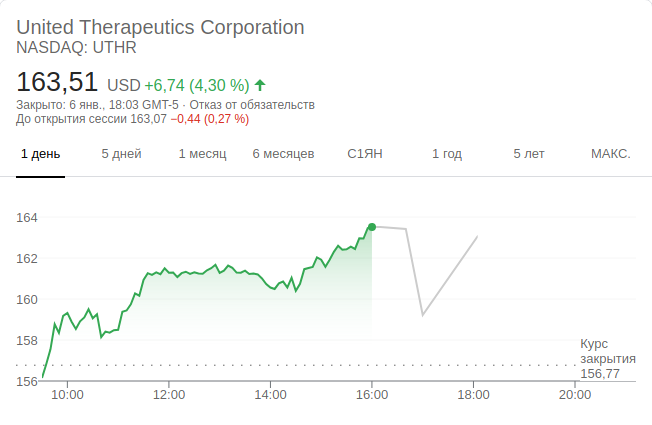 United Therapeutics Corporation
NASDAQ: UTHR
163,51 USD +6,74 (4,30 %)
Закрыто: 6 янв., 18:03 GMT-5 · Отказ от обязательств
До открытия сессии 163,07 −0,44 (0,27 %)
1 день 5 дней 1 месяц 6 месяцев С1ЯН 1 год 5 лет МАКС.
164
162
160
158
Курс
закрытия
156,77
156
10:00 12:00 14:00 16:00 18:00 20:00